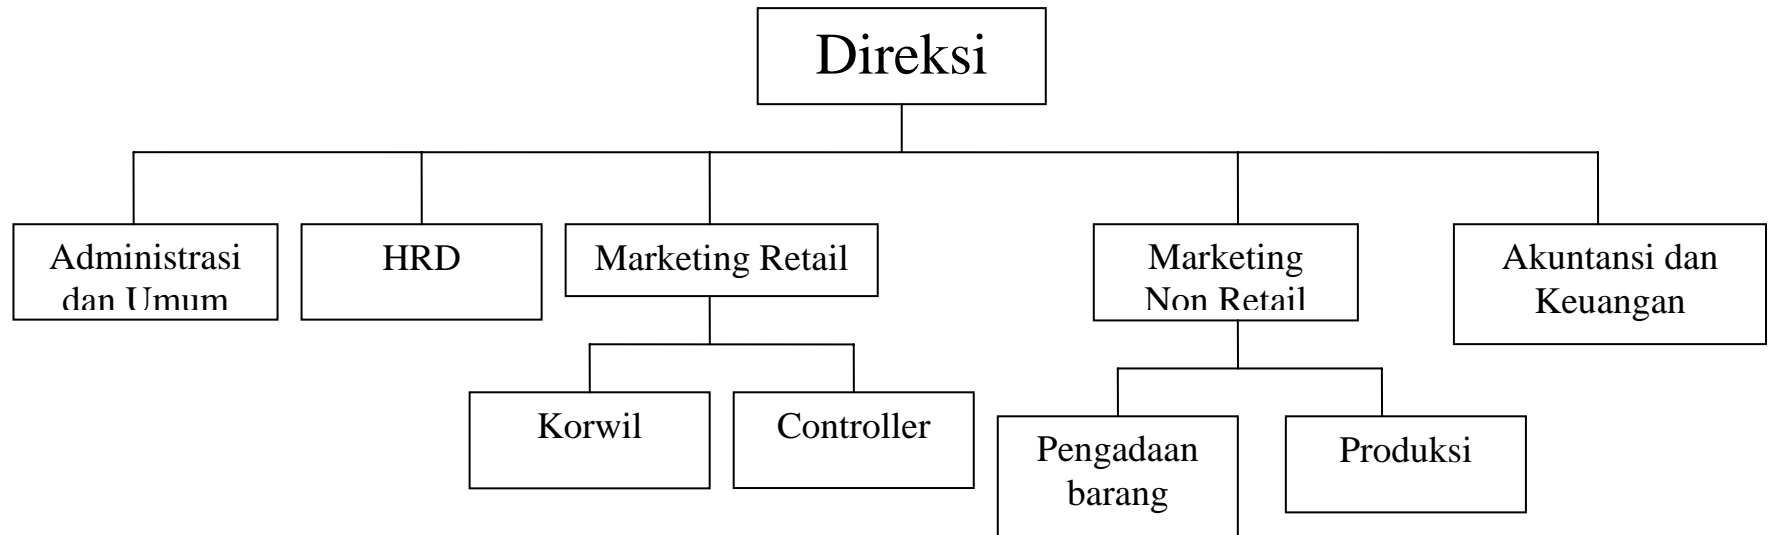 Direksi
Administrasi
dan Umum
HRD
Marketing Retail
Marketing
Non Retail
Akuntansi dan
Keuangan
Korwil
Controller
Pengadaan
barang
Produksi